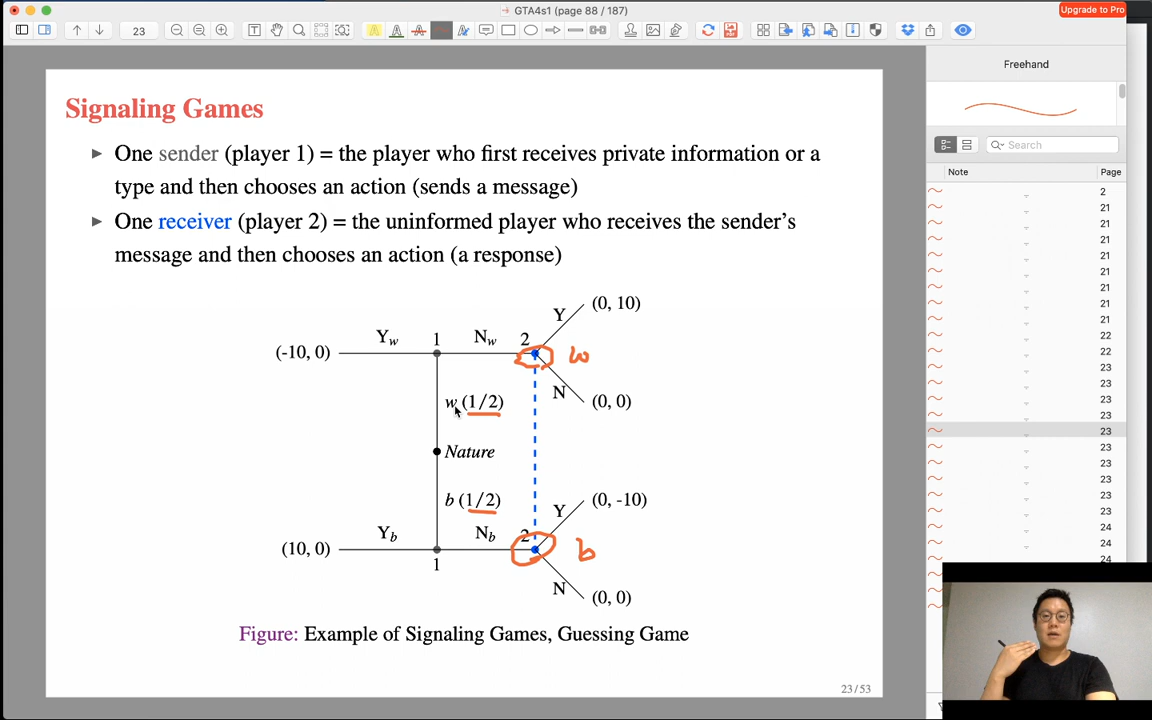 GTA4s1 (page 88 / 187)
Upgrade to Pro
23
Freehand
Search
Note Page
Signaling Games
One sender (player 1) = the player who first receives private information or a
type and then chooses an action (sends a message)
One receiver (player 2) = the uninformed player who receives the sender's
message and then chooses an action (a response)
Y (0, 10)
(-10, 0) Yw 1 Nw 2 w
N (0, 0)
w (1/2)
Nature
b (1/2) Y (0, -10)
(10, 0) Yb Nb 2 b
1
N (0, 0)
Figure: Example of Signaling Games, Guessing Game
23/53
2
21
21
21
21
21
21
21
21
22
22
23
23
23
23
23
23
23
23
23
23
24
24
24